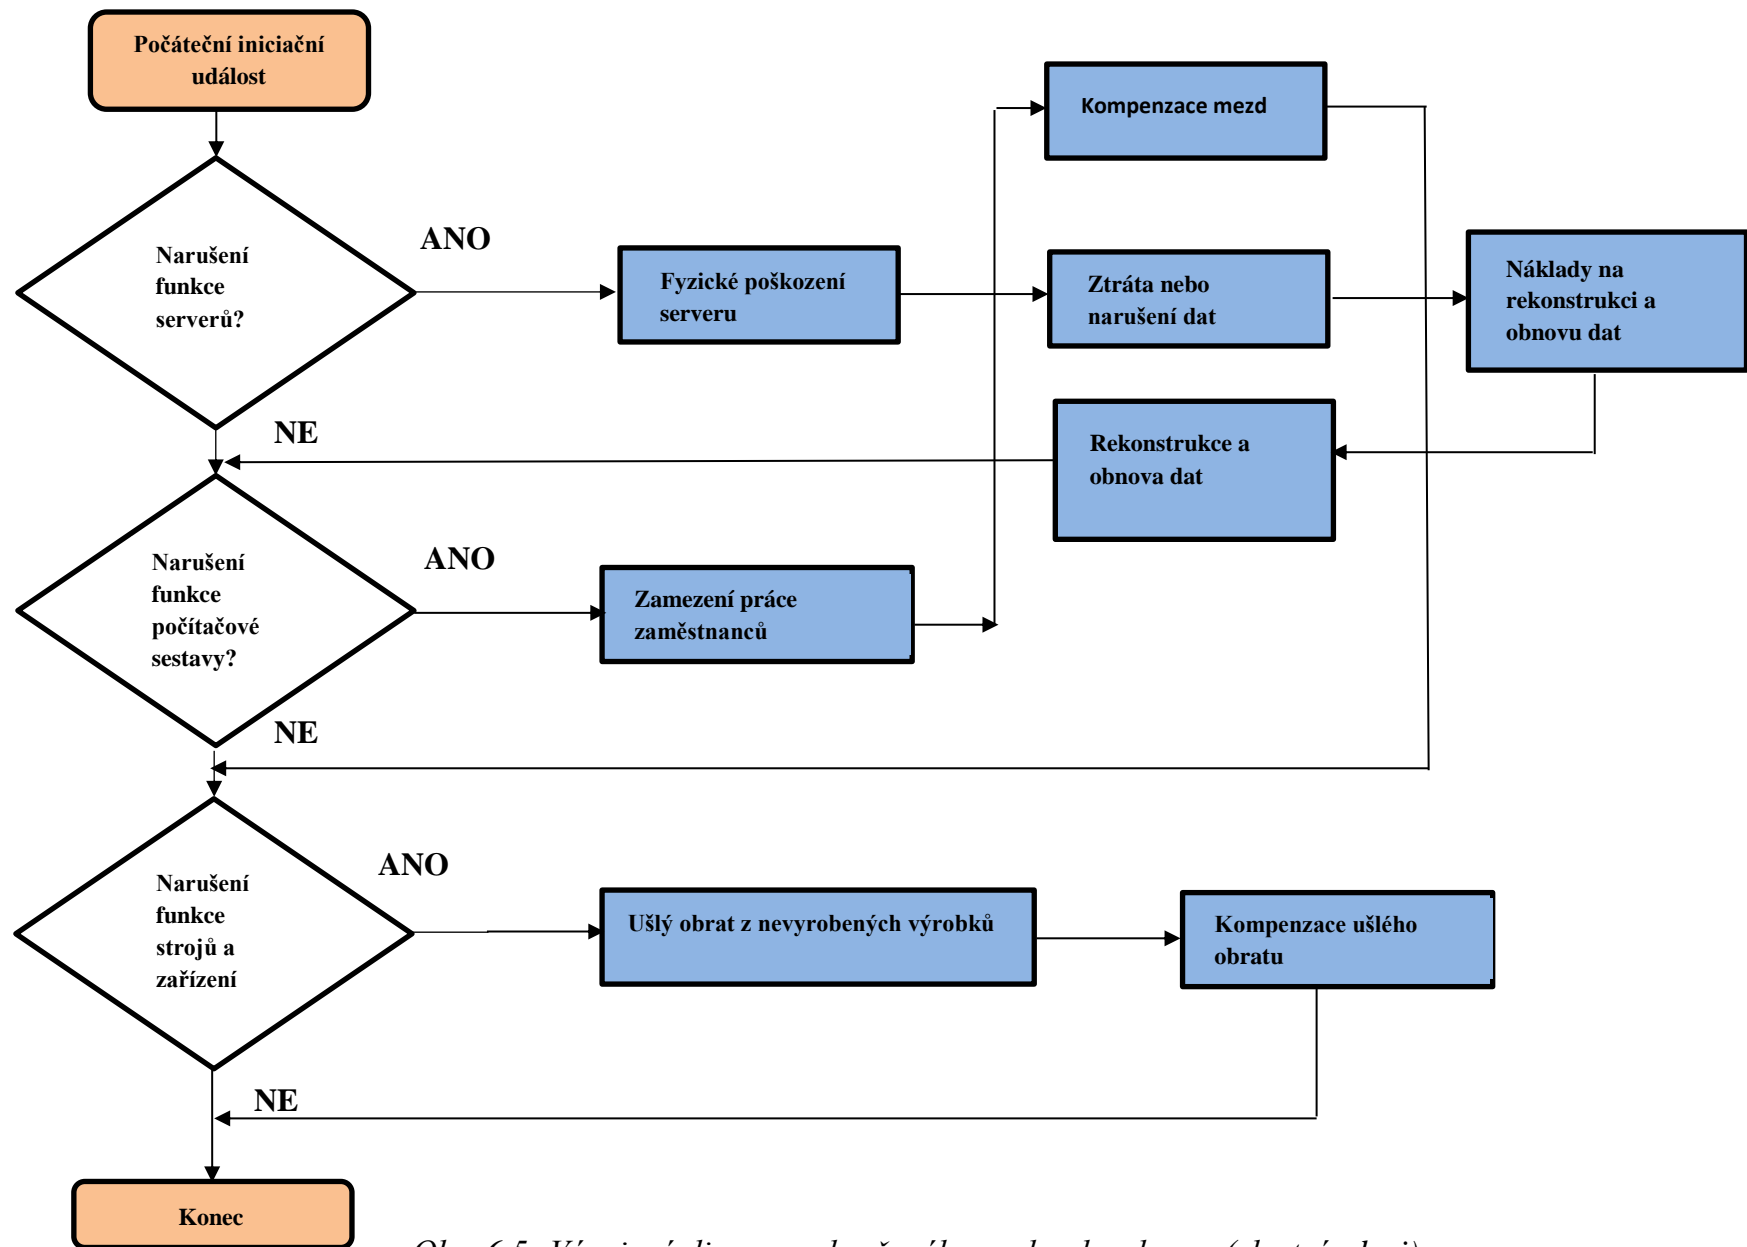 Počáteční iniciační
událost
Kompenzace mezd
ANO
Narušení
funkce
serverů?
Fyzické poškození
serveru
Ztráta nebo
narušení dat
Náklady na
rekonstrukci a
obnovu dat
NE
Rekonstrukce a
obnova dat
ANO
Narušení
funkce
počítačové
sestavy?
Zamezení práce
zaměstnanců
NE
ANO
Narušení
funkce
strojů a
zařízení
Ušlý obrat z nevyrobených výrobků
Kompenzace ušlého
obratu
NE
Konec